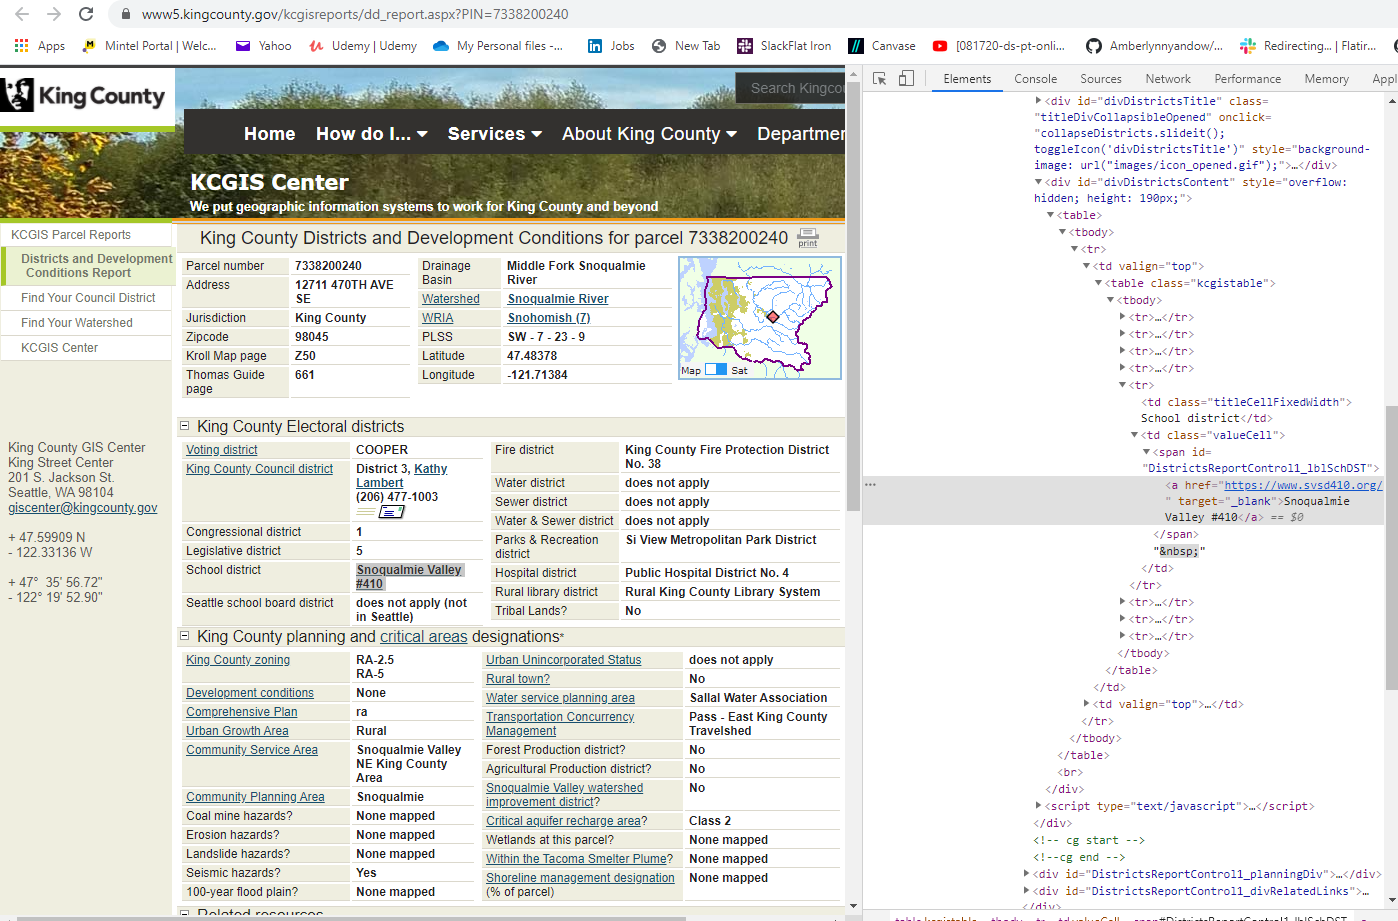 www5.kingcounty.gov/kcgisreports/dd_report.aspx?PIN=7338200240
Apps
Mintel Portal | Welc...
Yahoo
Udemy | Udemy
My Personal files -...
Jobs
New Tab
SlackFlat Iron
Canvase
[081720-ds-pt-onli...
Amberlynnyandow/...
Redirecting... | Flatir...
King County
Search Kingcou
Home
How do I...
Services
About King County
Departmen
KCGIS Center
We put geographic information systems to work for King County and beyond
KCGIS Parcel Reports
Districts and Development
Conditions Report
Find Your Council District
Find Your Watershed
KCGIS Center
King County GIS Center
King Street Center
201 S. Jackson St.
Seattle, WA 98104
giscenter@kingcounty.gov
+ 47.59909 N
- 122.33136 W
+ 47° 35' 56.72"
- 122° 19' 52.90"
King County Districts and Development Conditions for parcel 7338200240
print
Parcel number 7338200240
Address 12711 470TH AVE
SE
Jurisdiction King County
Zipcode 98045
Kroll Map page Z50
Thomas Guide 661
page
Drainage Middle Fork Snoqualmie
Basin River
Watershed Snoqualmie River
WRIA Snohomish (7)
PLSS SW - 7 - 23 - 9
Latitude 47.48378
Longitude -121.71384
Map Sat
King County Electoral districts
Voting district COOPER
King County Council district District 3, Kathy
Lambert
(206) 477-1003
Congressional district 1
Legislative district 5
School district Snoqualmie Valley
#410
Seattle school board district does not apply (not
in Seattle)
Fire district King County Fire Protection District
No. 38
Water district does not apply
Sewer district does not apply
Water & Sewer district does not apply
Parks & Recreation Si View Metropolitan Park District
district
Hospital district Public Hospital District No. 4
Rural library district Rural King County Library System
Tribal Lands? No
King County planning and critical areas designations*
King County zoning RA-2.5
RA-5
Development conditions None
Comprehensive Plan ra
Urban Growth Area Rural
Community Service Area Snoqualmie Valley
NE King County
Area
Community Planning Area Snoqualmie
Coal mine hazards? None mapped
Erosion hazards? None mapped
Landslide hazards? None mapped
Seismic hazards? Yes
100-year flood plain? None mapped
Urban Unincorporated Status does not apply
Rural town? No
Water service planning area Sallal Water Association
Transportation Concurrency Pass - East King County
Management Travelshed
Forest Production district? No
Agricultural Production district? No
Snoqualmie Valley watershed No
improvement district?
Critical aquifer recharge area? Class 2
Wetlands at this parcel? None mapped
Within the Tacoma Smelter Plume? None mapped
Shoreline management designation None mapped
(% of parcel)
Related resources
Elements
Console
Sources
Network
Performance
Memory
Appl
<div id="divDistrictsTitle" class=
"titleDivCollapsibleOpened" onclick=
"collapseDistricts.slideit();
toggleIcon('divDistrictsTitle')" style="background-
image: url("images/icon_opened.gif");">…</div>
<div id="divDistrictsContent" style="overflow:
hidden; height: 190px;">
<table>
<tbody>
<tr>
<td valign="top">
<table class="kcgistable">
<tbody>
<tr>…</tr>
<tr>…</tr>
<tr>…</tr>
<tr>…</tr>
<tr>
<td class="titleCellFixedWidth">
School district</td>
<td class="valueCell">
<span id=
"DistrictsReportControl1_lblSchDST">
<a href="https://www.svsd410.org/
" target="_blank">Snoqualmie
Valley #410</a> == $0
</span>
"&nbsp;"
</td>
</tr>
<tr>…</tr>
<tr>…</tr>
<tr>…</tr>
</tbody>
</table>
</td>
<td valign="top">…</td>
</tr>
</tbody>
</table>
<br>
</div>
<script type="text/javascript">…</script>
</div>
<!-- cg start -->
<!--cg end -->
<div id="DistrictsReportControl1_planningDiv">…</div>
<div id="DistrictsReportControl1_divRelatedLinks">…
</div>
table.kcgistable tbody tr td.valueCell span#DistrictsReportControl1_lblSchDST a